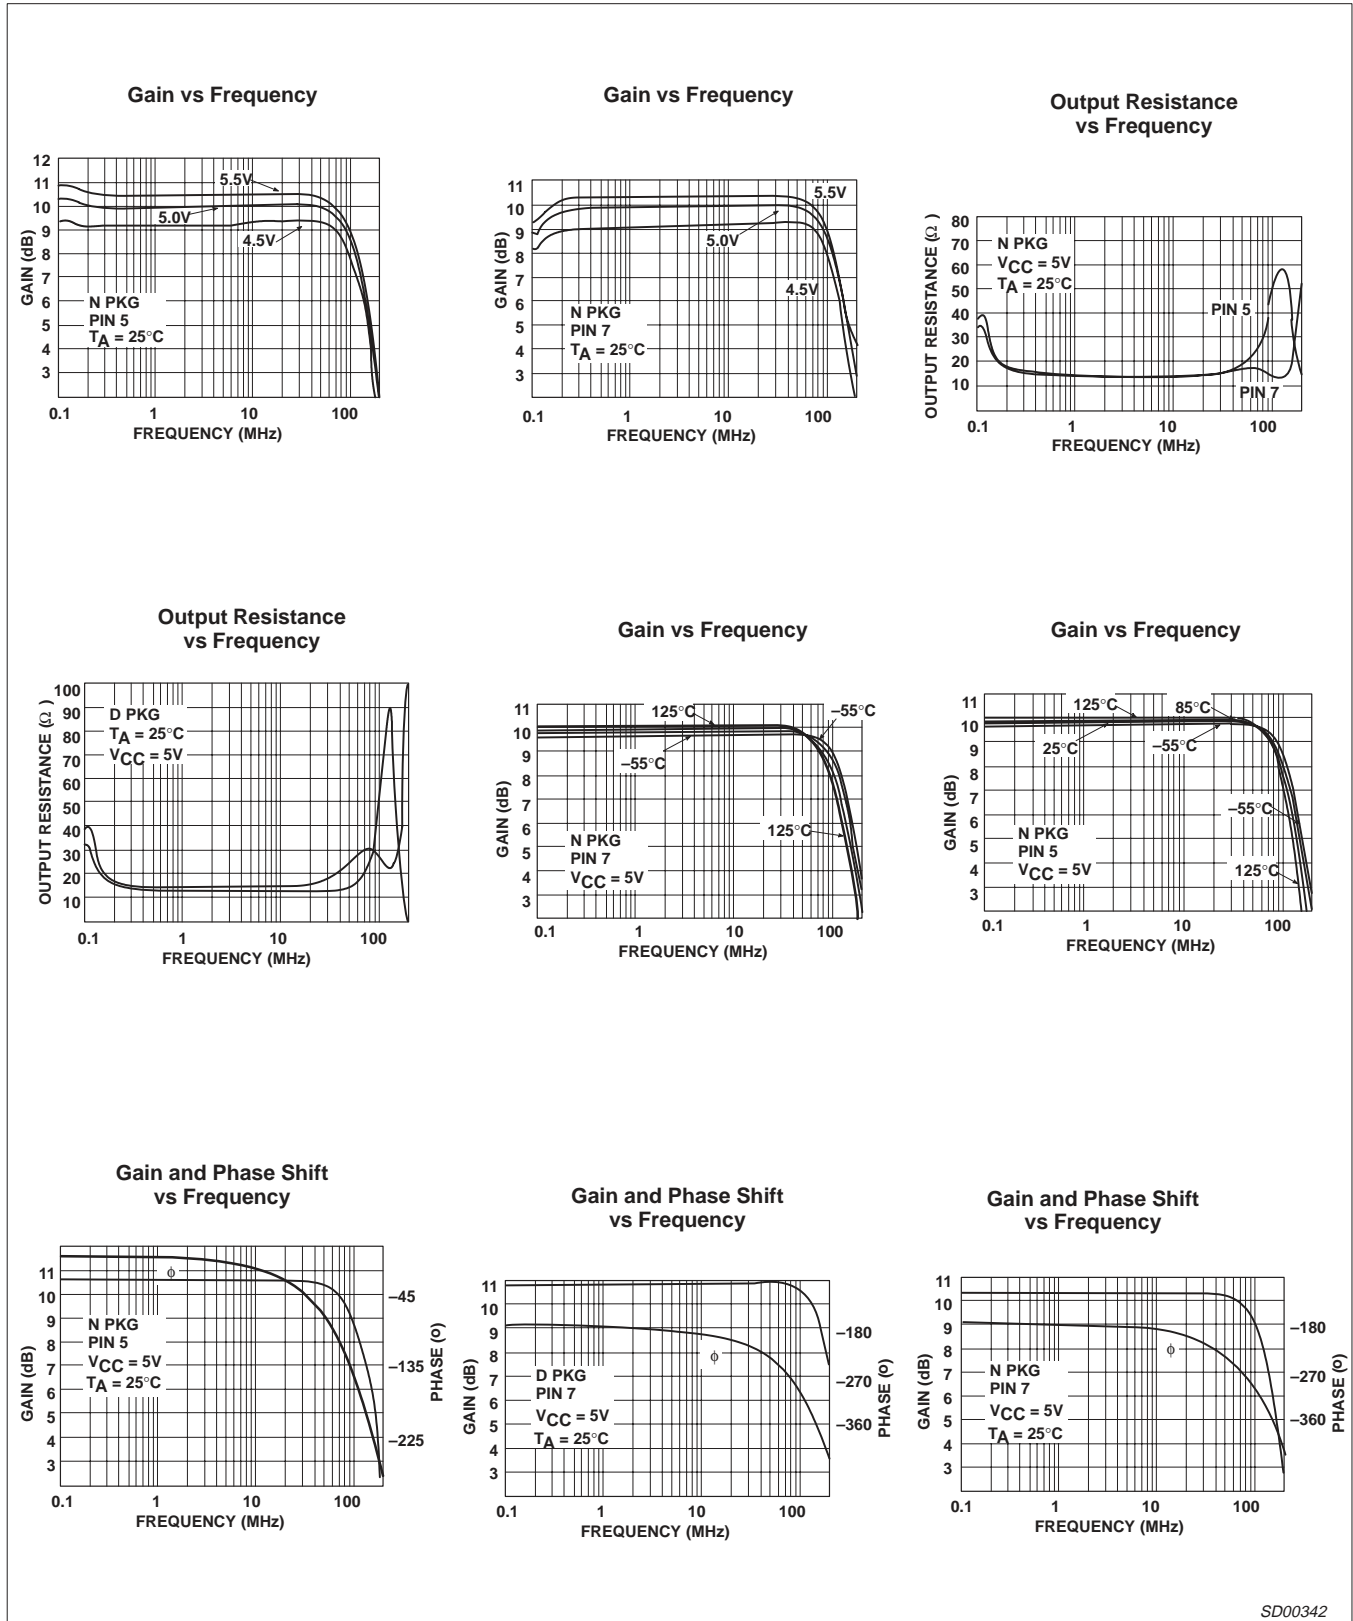 Gain vs Frequency
12
11
10
9
8
7
6
5
4
3
GAIN (dB)
5.5V
5.0V
4.5V
N PKG
PIN 5
TA = 25°C
0.1
1
10
100
FREQUENCY (MHz)
Gain vs Frequency
11
10
9
8
7
6
5
4
3
GAIN (dB)
5.5V
5.0V
4.5V
N PKG
PIN 7
TA = 25°C
0.1
1
10
100
FREQUENCY (MHz)
Output Resistance
vs Frequency
80
70
60
50
40
30
20
10
OUTPUT RESISTANCE (Ω)
N PKG
VCC = 5V
TA = 25°C
PIN 5
PIN 7
0.1
1
10
100
FREQUENCY (MHz)
Output Resistance
vs Frequency
100
90
80
70
60
50
40
30
20
10
OUTPUT RESISTANCE (Ω)
D PKG
TA = 25°C
VCC = 5V
0.1
1
10
100
FREQUENCY (MHz)
Gain vs Frequency
11
10
9
8
7
6
5
4
3
GAIN (dB)
125°C
–55°C
–55°C
125°C
N PKG
PIN 7
VCC = 5V
0.1
1
10
100
FREQUENCY (MHz)
Gain vs Frequency
11
10
9
8
7
6
5
4
3
GAIN (dB)
125°C
85°C
25°C
–55°C
–55°C
125°C
N PKG
PIN 5
VCC = 5V
0.1
1
10
100
FREQUENCY (MHz)
Gain and Phase Shift
vs Frequency
11
10
9
8
7
6
5
4
3
GAIN (dB)
ϕ
N PKG
PIN 5
VCC = 5V
TA = 25°C
–45
–135
–225
PHASE (o)
0.1
1
10
100
FREQUENCY (MHz)
Gain and Phase Shift
vs Frequency
11
10
9
8
7
6
5
4
3
GAIN (dB)
ϕ
D PKG
PIN 7
VCC = 5V
TA = 25°C
–180
–270
–360
PHASE (o)
0.1
1
10
100
FREQUENCY (MHz)
Gain and Phase Shift
vs Frequency
11
10
9
8
7
6
5
4
3
GAIN (dB)
ϕ
N PKG
PIN 7
VCC = 5V
TA = 25°C
–180
–270
–360
PHASE (o)
0.1
1
10
100
FREQUENCY (MHz)
SD00342